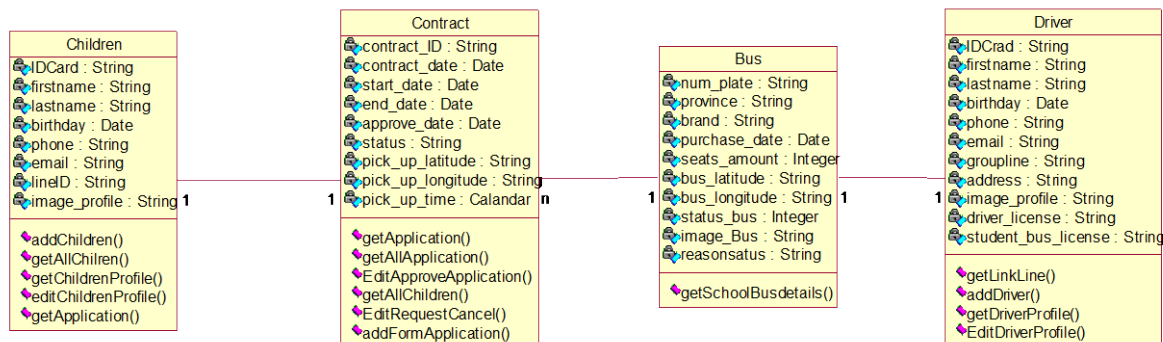 Children
IDCard : String
firstname : String
lastname : String
birthday : Date
phone : String
email : String
lineID : String
image_profile : String
addChildren()
getAllChilren()
getChildrenProfile()
editChildrenProfile()
getApplication()
1
1
Contract
contract_ID : String
contract_date : Date
start_date : Date
end_date : Date
approve_date : Date
status : String
pick_up_latitude : String
pick_up_longitude : String
pick_up_time : Calandar
getApplication()
getAllApplication()
EditApproveApplication()
getAllChildren()
EditRequestCancel()
addFormApplication()
n
1
Bus
num_plate : String
province : String
brand : String
purchase_date : Date
seats_amount : Integer
bus_latitude : String
bus_longitude : String
status_bus : Integer
image_Bus : String
reasonsatus : String
getSchoolBusdetails()
1
1
Driver
IDCrad : String
firstname : String
lastname : String
birthday : Date
phone : String
email : String
groupline : String
address : String
image_profile : String
driver_license : String
student_bus_license : String
getLinkLine()
addDriver()
getDriverProfile()
EditDriverProfile()